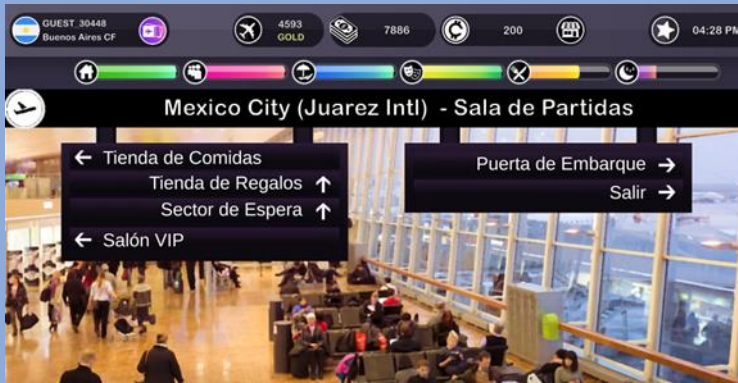 GUEST_30448
Buenos Aires CF
4593
GOLD
7886
200
04:28 PM
Mexico City (Juarez Intl) - Sala de Partidas
← Tienda de Comidas
Tienda de Regalos ↑
Sector de Espera ↑
← Salón VIP
Puerta de Embarque →
Salir →